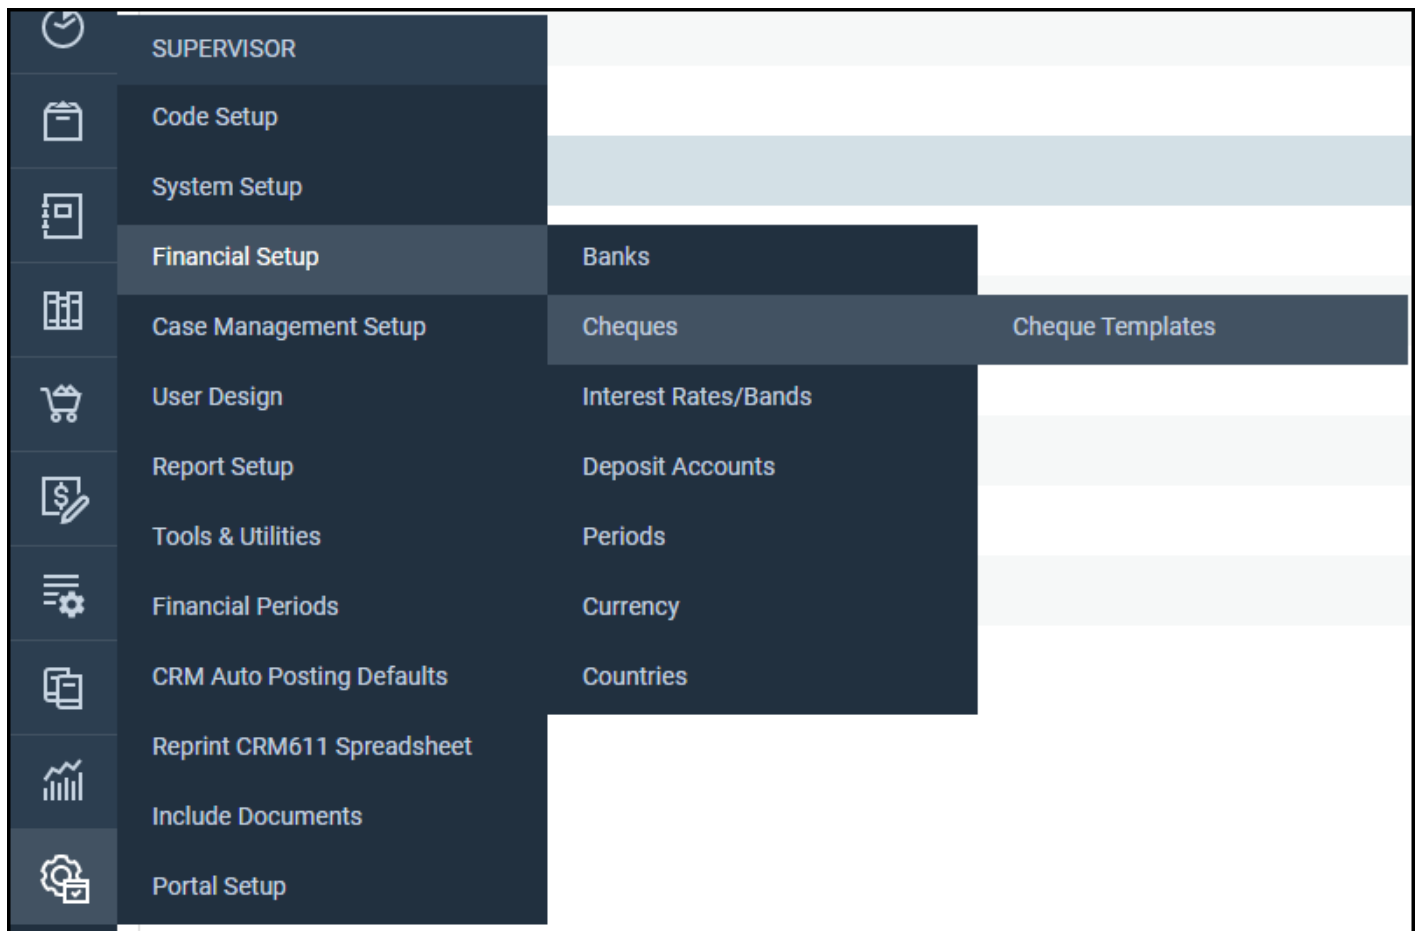 SUPERVISOR
Code Setup
System Setup
Financial Setup
Case Management Setup
User Design
Report Setup
Tools & Utilities
Financial Periods
CRM Auto Posting Defaults
Reprint CRM611 Spreadsheet
Include Documents
Portal Setup
Banks
Cheques
Interest Rates/Bands
Deposit Accounts
Periods
Currency
Countries
Cheque Templates